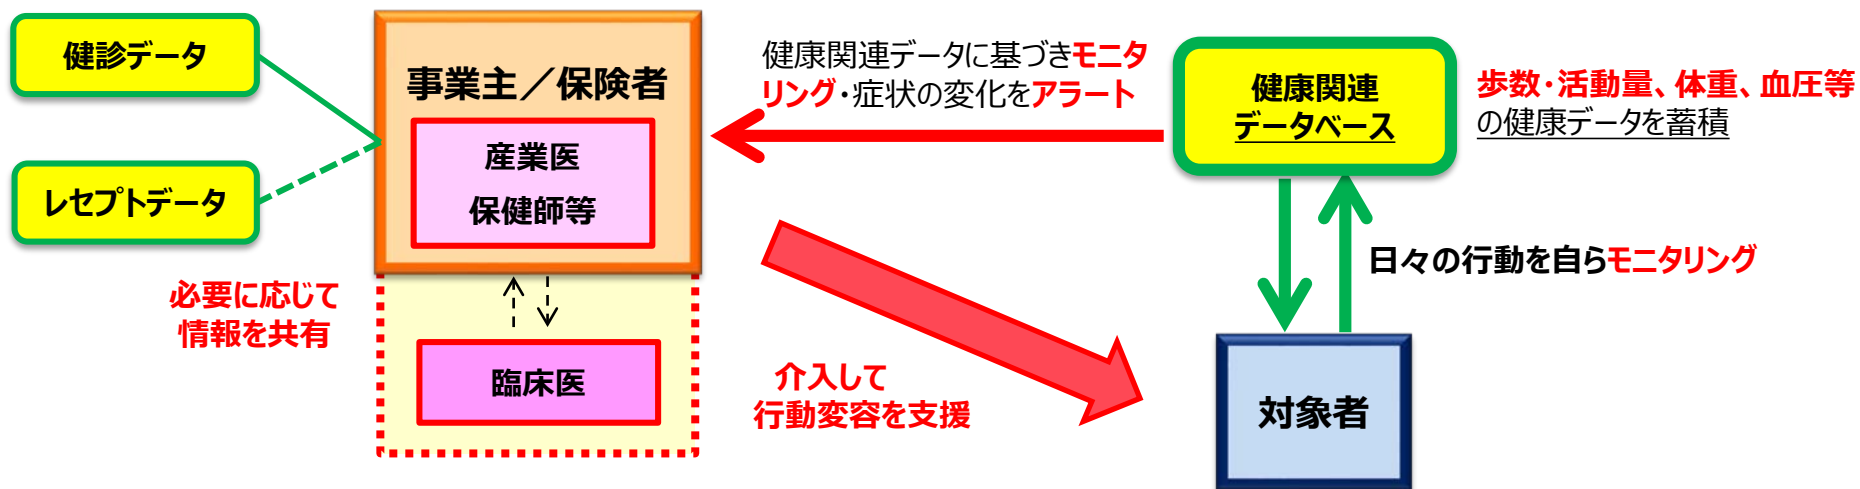 健診データ
レセプトデータ
事業主／保険者
産業医
保健師等
必要に応じて
情報を共有
臨床医
健康関連データに基づきモニタ
リング・症状の変化をアラート
介入して
行動変容を支援
健康関連
データベース
歩数・活動量、体重、血圧等
の健康データを蓄積
日々の行動を自らモニタリング
対象者